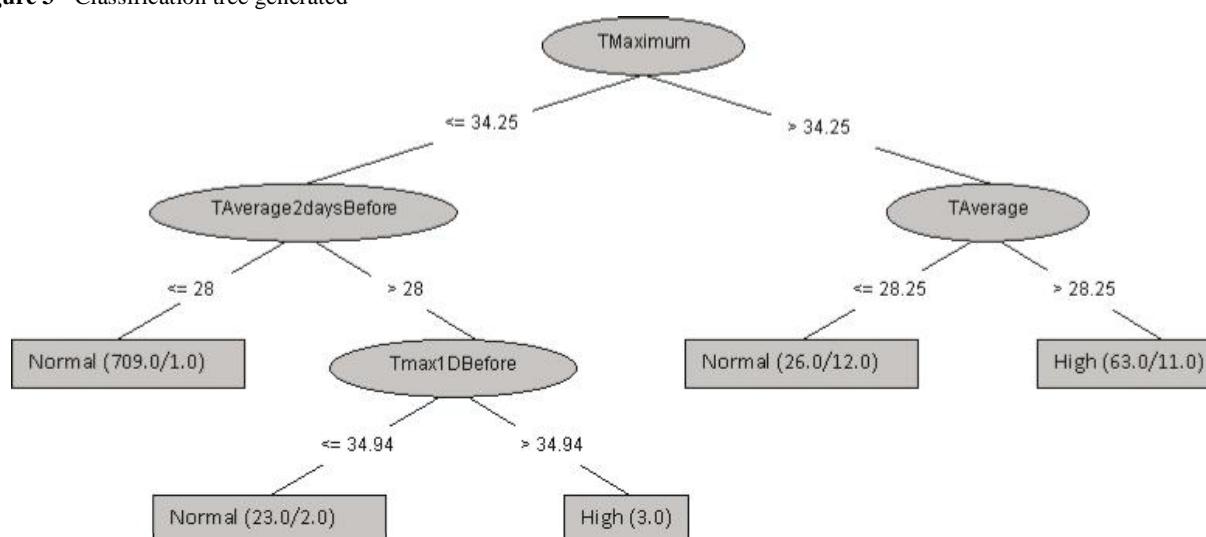 Classification tree generated
TMaximum
<= 34.25
> 34.25
TAverage2daysBefore
TAverage
<= 28
> 28
<= 28.25
> 28.25
Normal (709.0/1.0)
Tmax1DBefore
Normal (26.0/12.0)
High (63.0/11.0)
<= 34.94
> 34.94
Normal (23.0/2.0)
High (3.0)